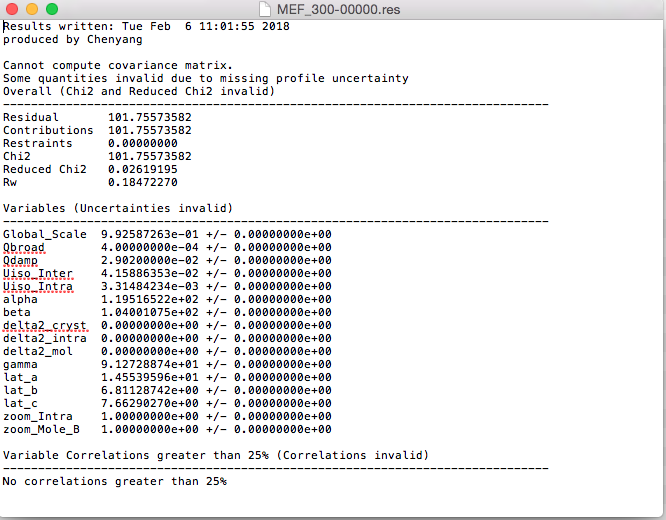 MEF_300-00000.res
Results written: Tue Feb  6 11:01:55 2018
produced by Chenyang
Cannot compute covariance matrix.
Some quantities invalid due to missing profile uncertainty
Overall (Chi2 and Reduced Chi2 invalid)
------------------------------------------------------------------------------
Residual       101.75573582
Contributions  101.75573582
Restraints     0.00000000
Chi2           101.75573582
Reduced Chi2   0.02619195
Rw             0.18472270
Variables (Uncertainties invalid)
------------------------------------------------------------------------------
Global_Scale  9.92587263e-01 +/- 0.00000000e+00
Qbroad        4.00000000e-04 +/- 0.00000000e+00
Qdamp         2.90200000e-02 +/- 0.00000000e+00
Uiso_Inter    4.15886353e-02 +/- 0.00000000e+00
Uiso_Intra    3.31484234e-03 +/- 0.00000000e+00
alpha         1.19516522e+02 +/- 0.00000000e+00
beta          1.04001075e+02 +/- 0.00000000e+00
delta2_cryst  0.00000000e+00 +/- 0.00000000e+00
delta2_intra  0.00000000e+00 +/- 0.00000000e+00
delta2_mol    0.00000000e+00 +/- 0.00000000e+00
gamma         9.12728874e+01 +/- 0.00000000e+00
lat_a         1.45539596e+01 +/- 0.00000000e+00
lat_b         6.81128742e+00 +/- 0.00000000e+00
lat_c         7.66290270e+00 +/- 0.00000000e+00
zoom_Intra    1.00000000e+00 +/- 0.00000000e+00
zoom_Mole_B   1.00000000e+00 +/- 0.00000000e+00
Variable Correlations greater than 25% (Correlations invalid)
------------------------------------------------------------------------------
No correlations greater than 25%